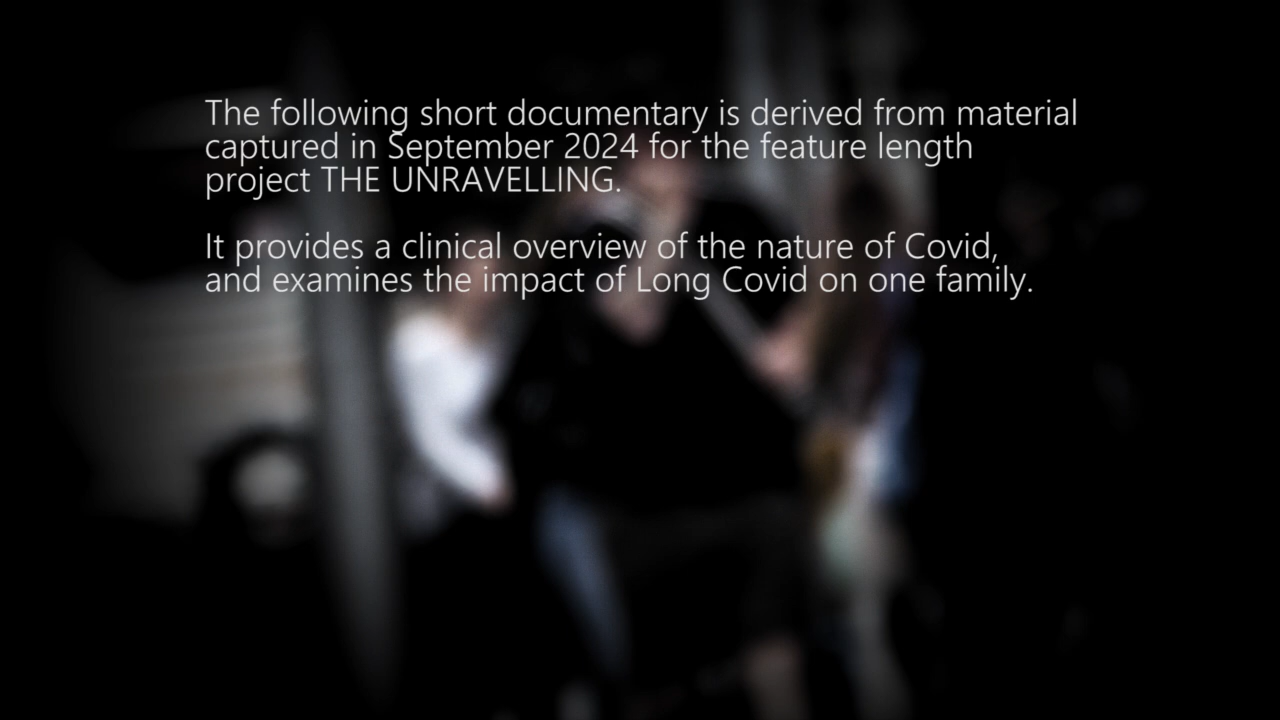 The following short documentary is derived from material
captured in September 2024 for the feature length
project THE UNRAVELLING.
It provides a clinical overview of the nature of Covid,
and examines the impact of Long Covid on one family.